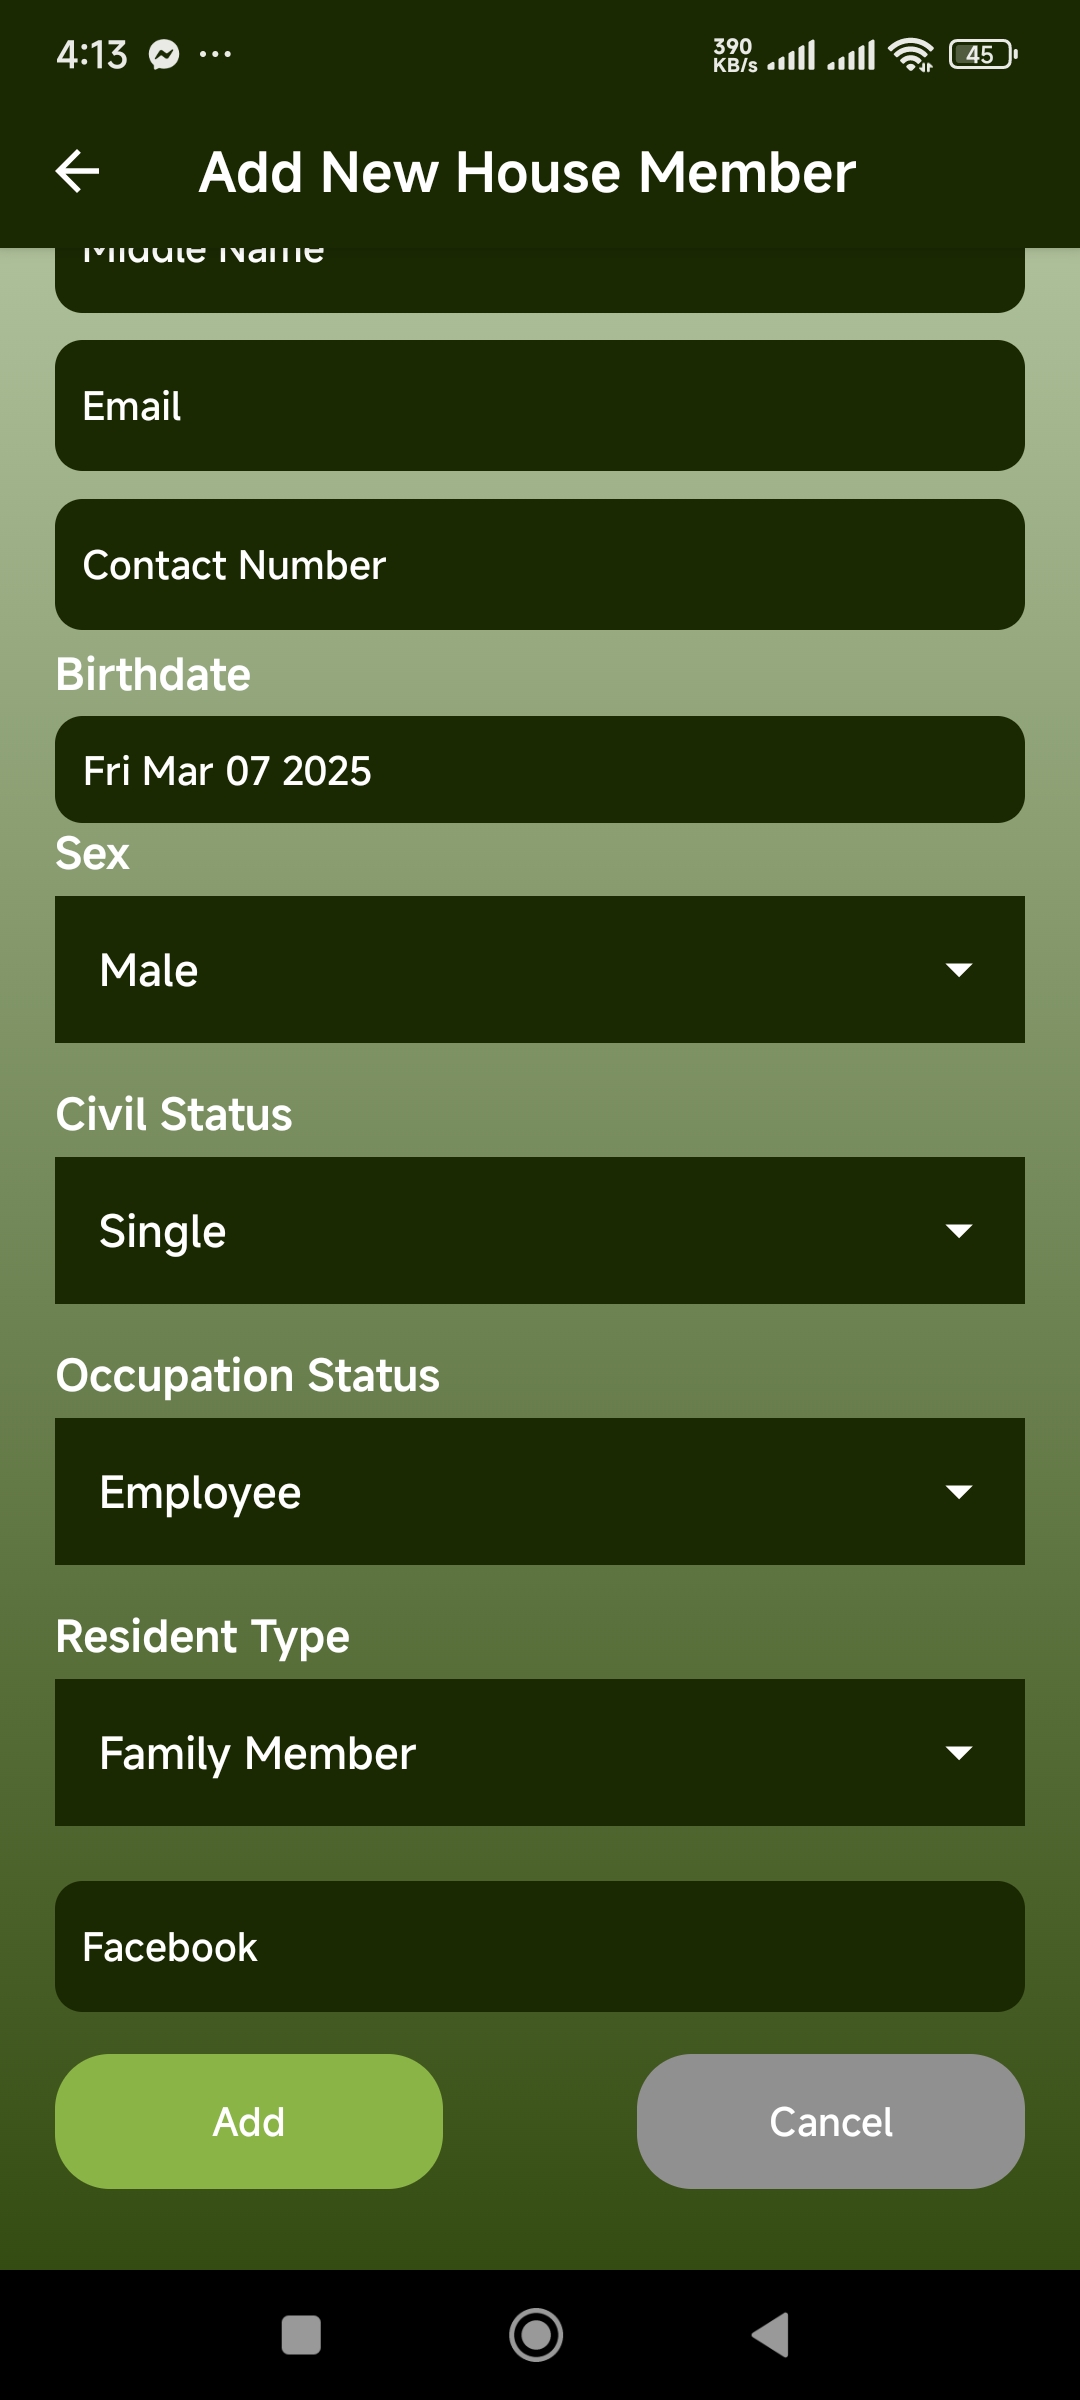 4:13
390
KB/s
45
Add New House Member
Middle Name
Email
Contact Number
Birthdate
Fri Mar 07 2025
Sex
Male
Civil Status
Single
Occupation Status
Employee
Resident Type
Family Member
Facebook
Add
Cancel